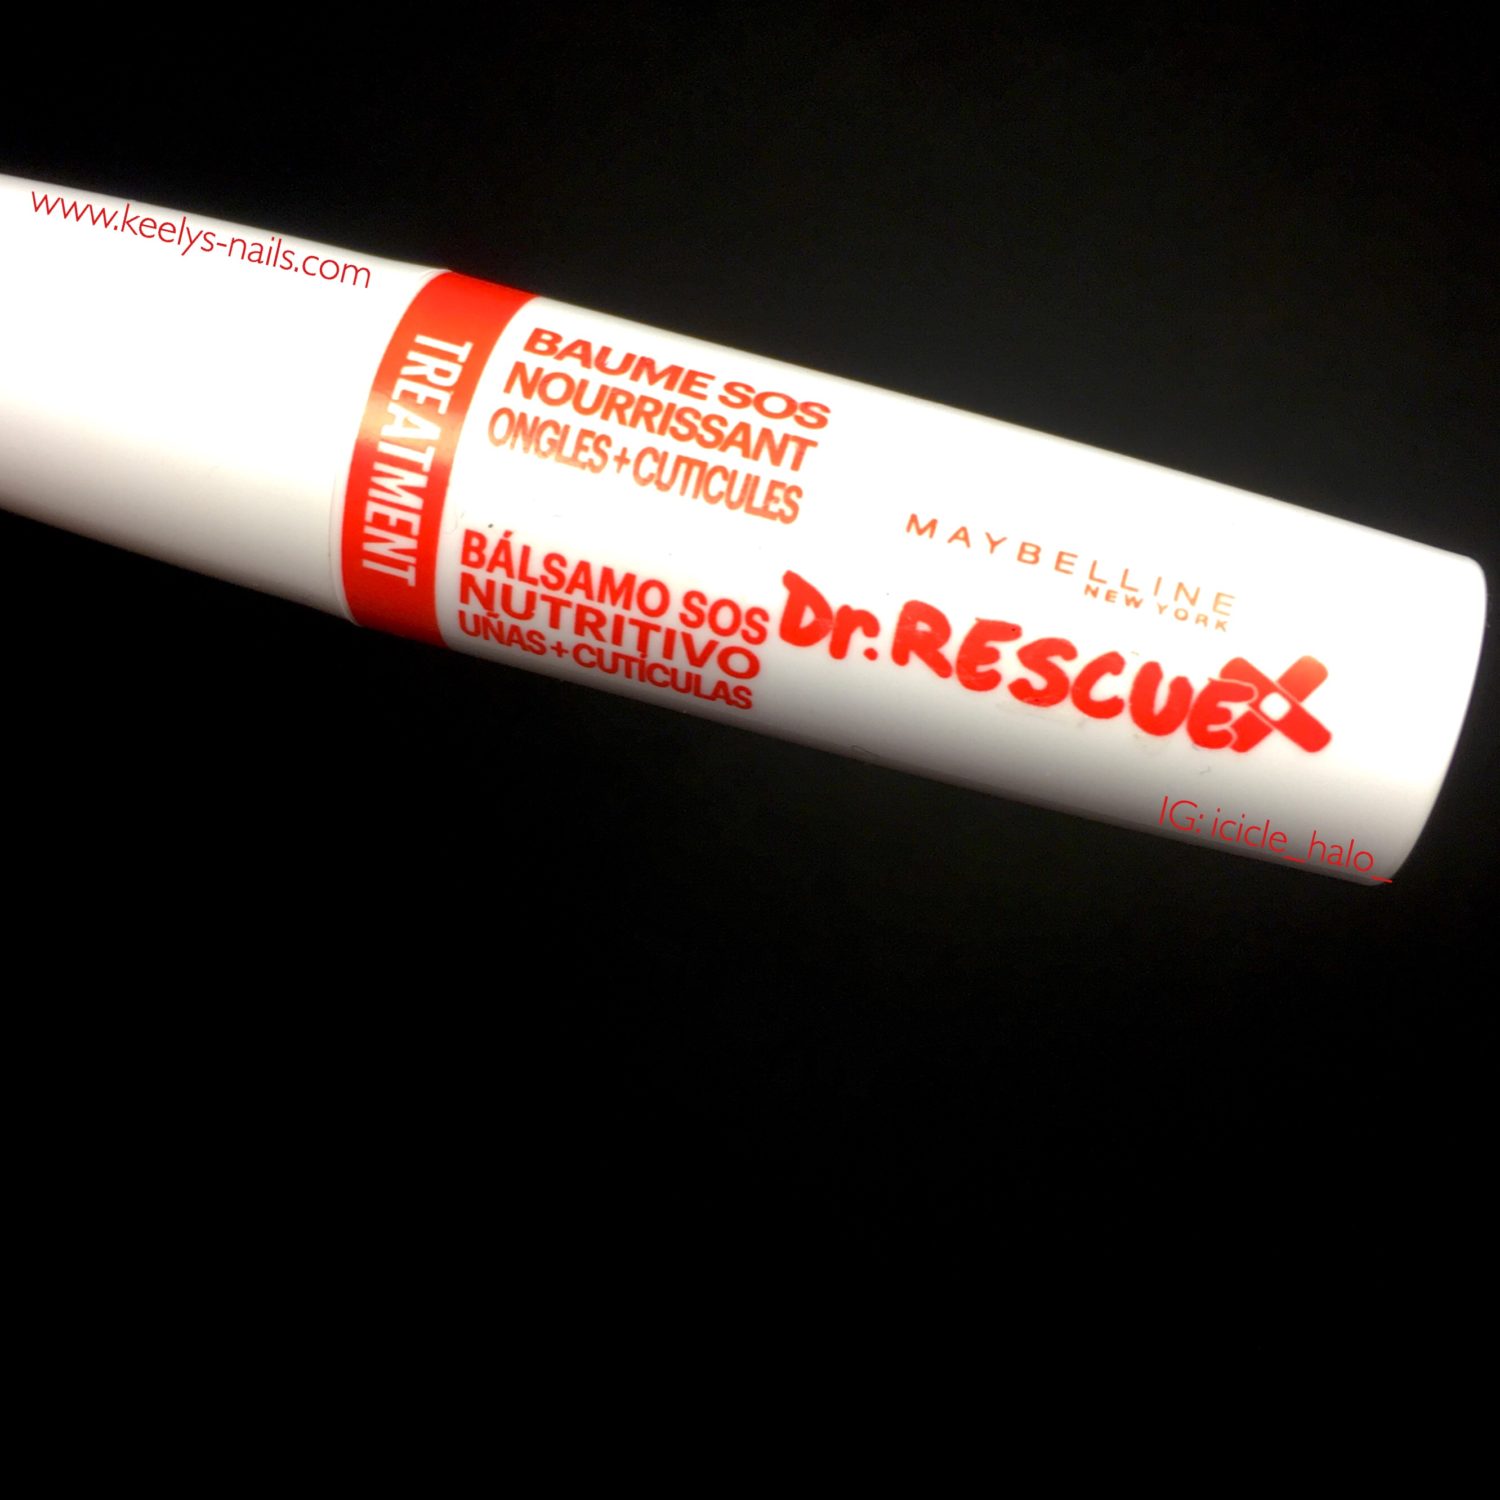 www.keelys-nails.com
TREATMENT
BAUME SOS
NOURRISSANT
ONGLES+CUTICULES
BÁLSAMO SOS
NUTRITIVO
UÑAS+CUTÍCULAS
MAYBELLINE
NEW YORK
Dr.RESCUE
IG: icicle_halo_